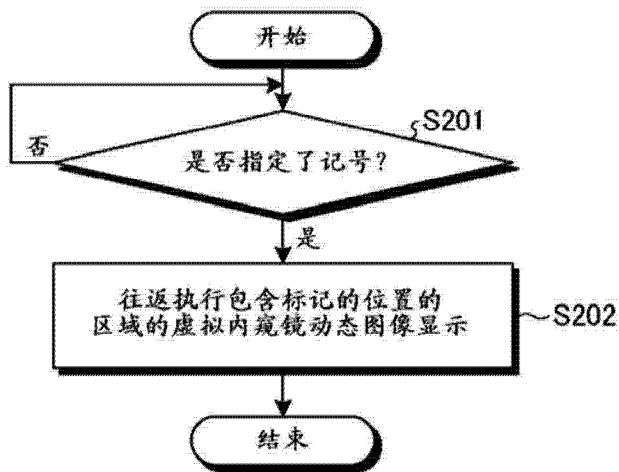 开始
S201
否
是否指定了记号?
是
往返执行包含标记的位置的
区域的虚拟内窥镜动态图像显示
S202
结束